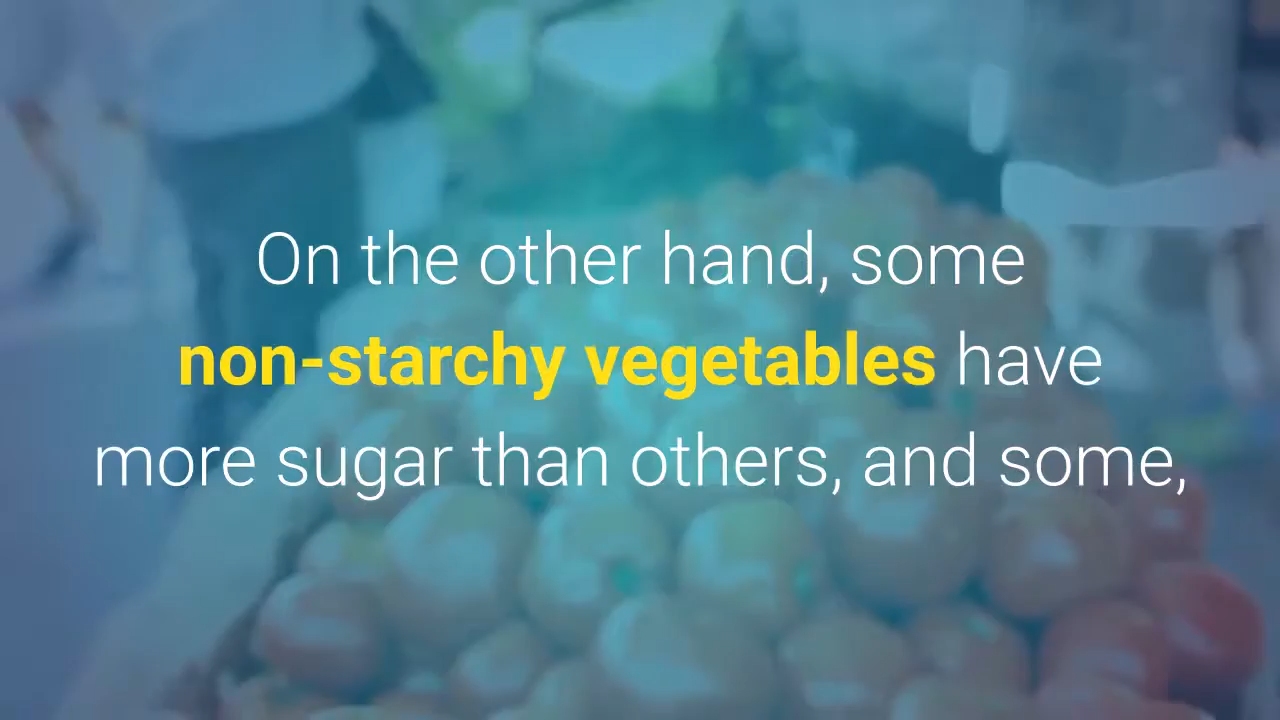 On the other hand, some
non-starchy vegetables have
more sugar than others, and some,